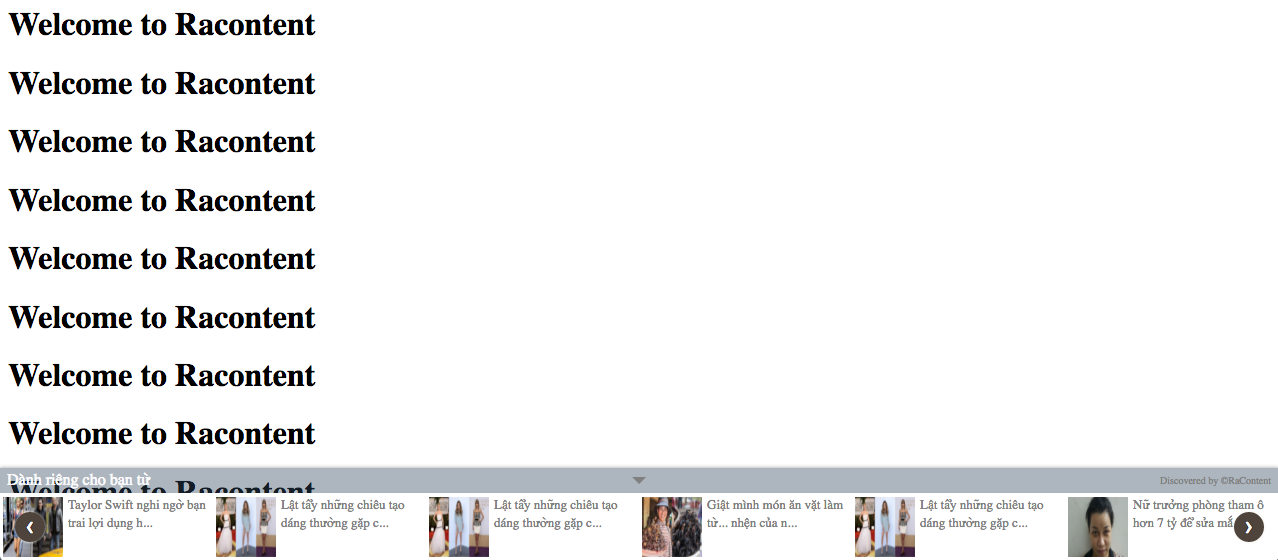 Welcome to Racontent
Welcome to Racontent
Welcome to Racontent
Welcome to Racontent
Welcome to Racontent
Welcome to Racontent
Welcome to Racontent
Welcome to Racontent
Welcome to Racontent
Dành riêng cho bạn từ
Discovered by ©RaContent
Taylor Swift nghi ngờ bạn
trai lợi dụng h...
Lật tẩy những chiêu tạo
dáng thường gặp c...
Lật tẩy những chiêu tạo
dáng thường gặp c...
Giật mình món ăn vặt làm
từ... nhện của n...
Lật tẩy những chiêu tạo
dáng thường gặp c...
Nữ trưởng phòng tham ô
hơn 7 tỷ để sửa